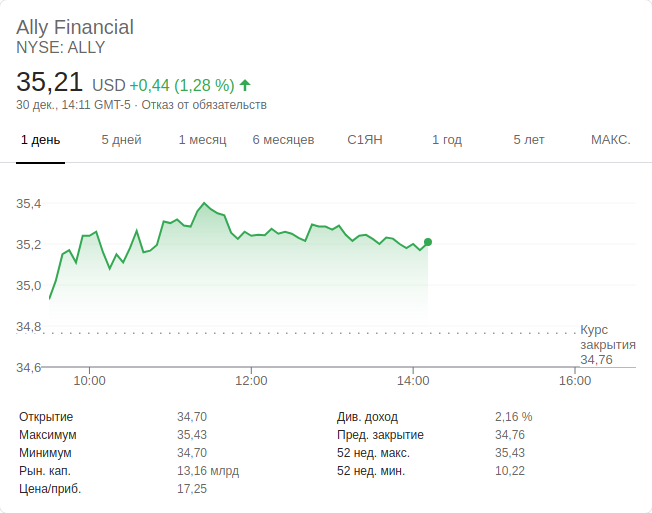 Ally Financial
NYSE: ALLY
35,21 USD +0,44 (1,28 %)
30 дек., 14:11 GMT-5 · Отказ от обязательств
1 день 5 дней 1 месяц 6 месяцев С1ЯН 1 год 5 лет МАКС.
35,4
35,2
35,0
34,8
34,6
Курс
закрытия
34,76
10:00 12:00 14:00 16:00
Открытие 34,70 Див. доход 2,16 %
Максимум 35,43 Пред. закрытие 34,76
Минимум 34,70 52 нед. макс. 35,43
Рын. кап. 13,16 млрд 52 нед. мин. 10,22
Цена/приб. 17,25